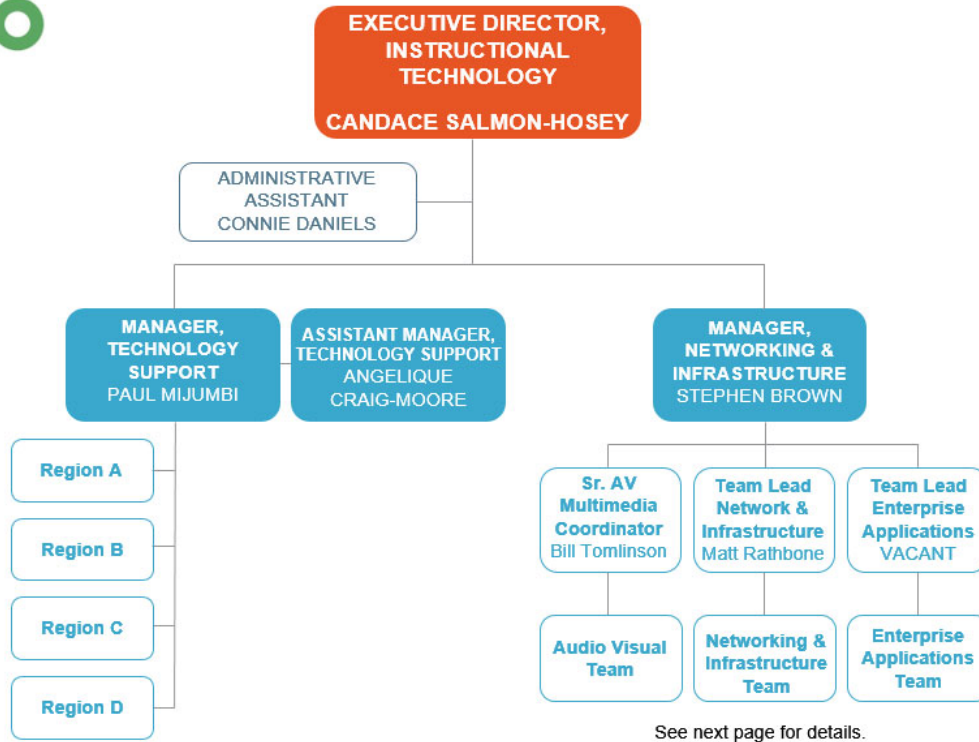 EXECUTIVE DIRECTOR,
INSTRUCTIONAL
TECHNOLOGY
CANDACE SALMON-HOSEY
ADMINISTRATIVE
ASSISTANT
CONNIE DANIELS
MANAGER,
TECHNOLOGY
SUPPORT
PAUL MIJUMBI
ASSISTANT MANAGER,
TECHNOLOGY SUPPORT
ANGELIQUE
CRAIG-MOORE
MANAGER,
NETWORKING &
INFRASTRUCTURE
STEPHEN BROWN
Region A
Region B
Region C
Region D
Sr. AV
Multimedia
Coordinator
Bill Tomlinson
Team Lead
Network &
Infrastructure
Matt Rathbone
Team Lead
Enterprise
Applications
VACANT
Audio Visual
Team
Networking &
Infrastructure
Team
Enterprise
Applications
Team
See next page for details.